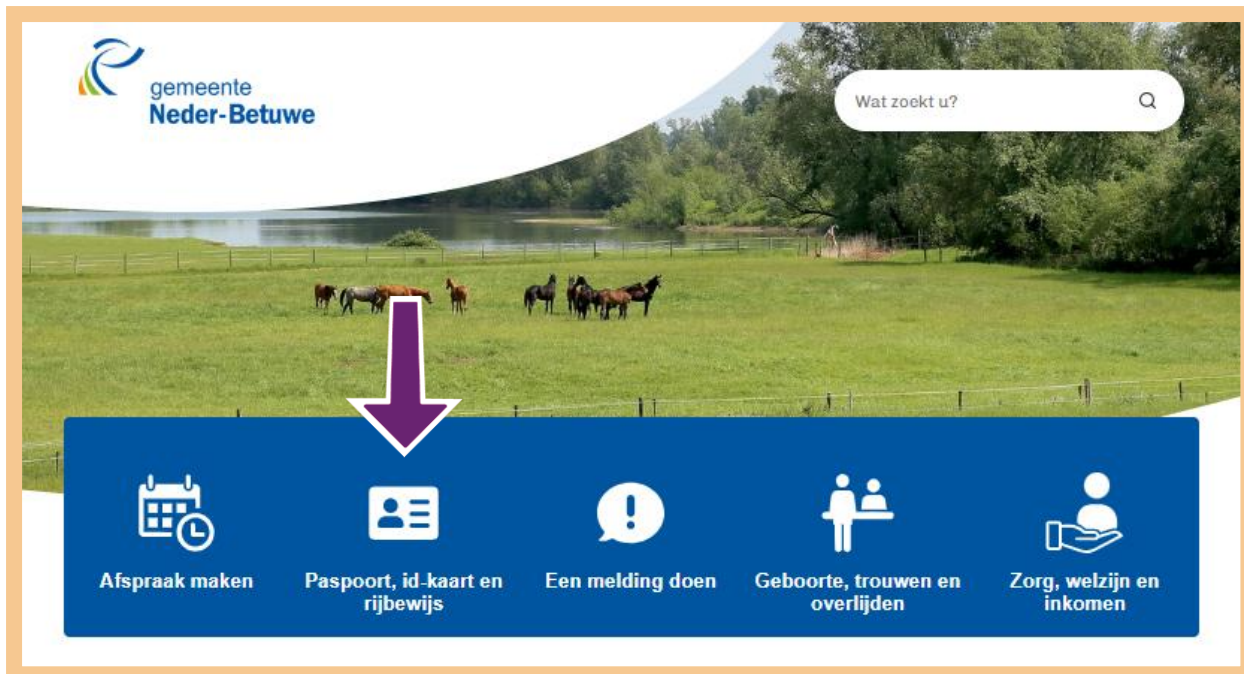 gemeente
Neder-Betuwe
Wat zoekt u?
Afspraak maken
Paspoort, id-kaart en
rijbewijs
Een melding doen
Geboorte, trouwen en
overlijden
Zorg, welzijn en
inkomen